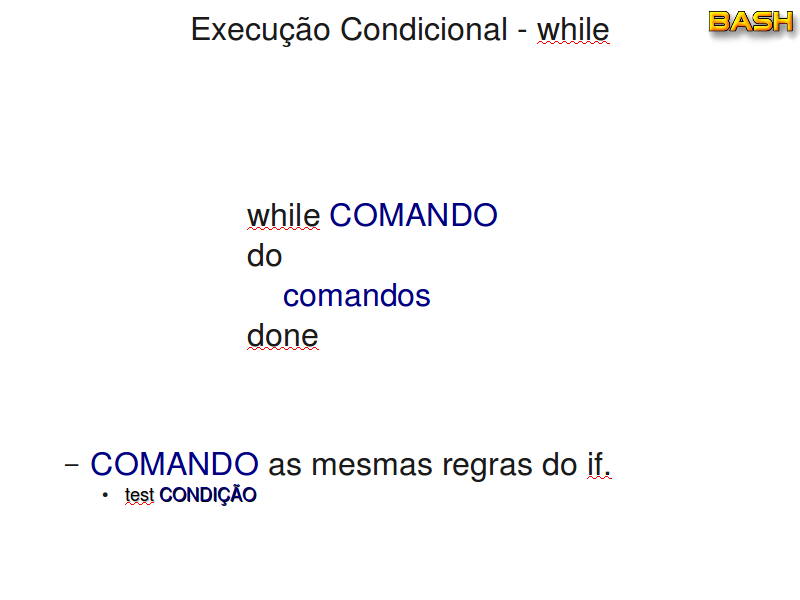 Execução Condicional - while
BASH
while COMANDO
do
comandos
done
– COMANDO as mesmas regras do if.
• test CONDIÇÃO